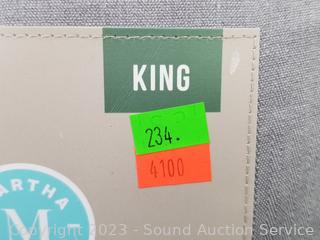 KING
234.
4100
ARTHA
M
Copyright 2023 - Sound Auction Service